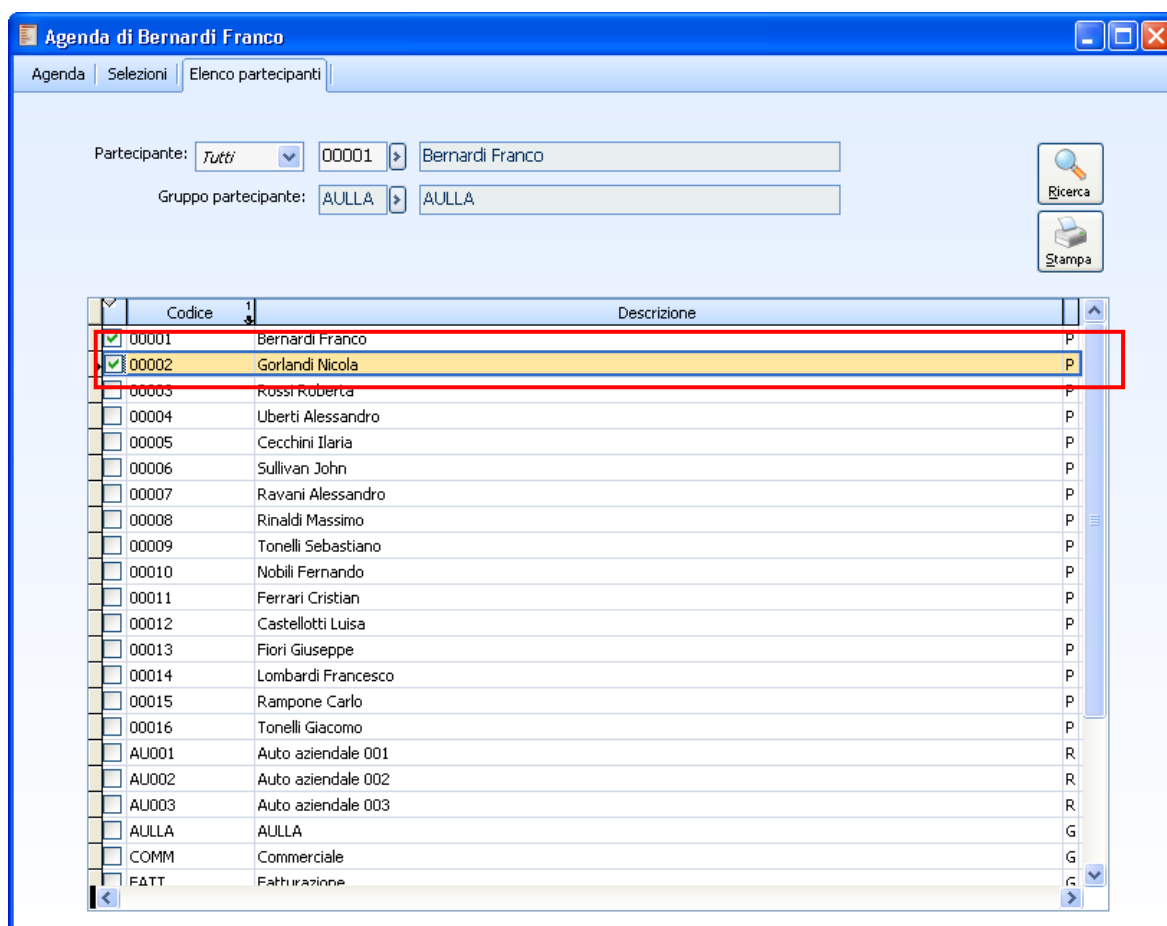 Agenda di Bernardi Franco
Agenda Selezioni Elenco partecipanti
Partecipante: Tutti 00001 Bernardi Franco
Gruppo partecipante: AULLA AULLA
Ricerca
Stampa
Codice 1 Descrizione
00001 Bernardi Franco P
00002 Gorlandi Nicola P
00003 Rossi Roberta P
00004 Uberti Alessandro P
00005 Cecchini Ilaria P
00006 Sullivan John P
00007 Ravani Alessandro P
00008 Rinaldi Massimo P
00009 Tonelli Sebastiano P
00010 Nobili Fernando P
00011 Ferrari Cristian P
00012 Castellotti Luisa P
00013 Fiori Giuseppe P
00014 Lombardi Francesco P
00015 Rampone Carlo P
00016 Tonelli Giacomo P
AU001 Auto aziendale 001 R
AU002 Auto aziendale 002 R
AU003 Auto aziendale 003 R
AULLA AULLA G
COMM Commerciale G
FATT Fatturazione G